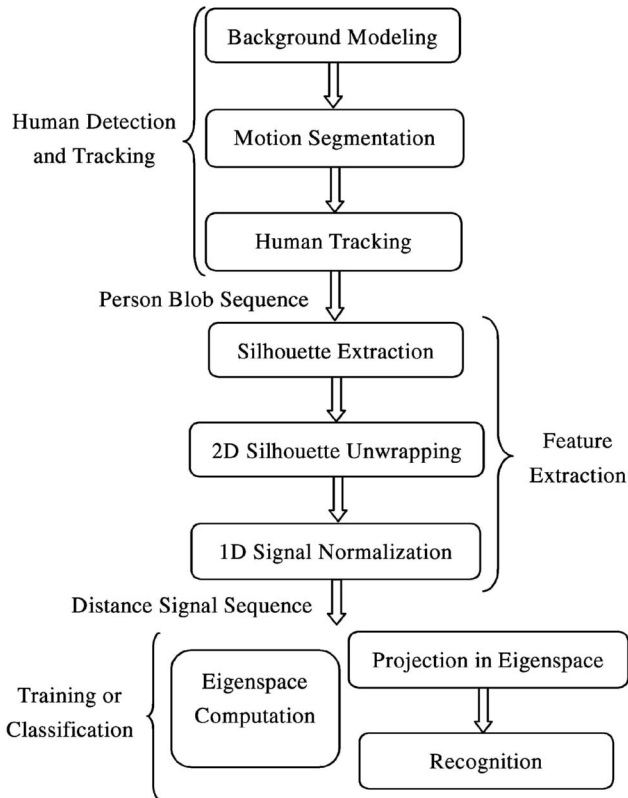 Background Modeling
Human Detection
and Tracking
Motion Segmentation
Human Tracking
Person Blob Sequence
Silhouette Extraction
2D Silhouette Unwrapping
Feature
Extraction
1D Signal Normalization
Distance Signal Sequence
Training or
Classification
Eigenspace
Computation
Projection in Eigenspace
Recognition